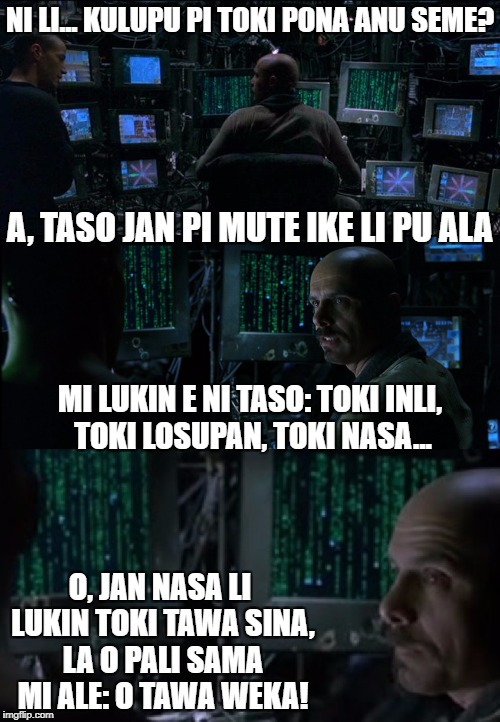 NI LI... KULUPU PI TOKI PONA ANU SEME?
A, TASO JAN PI MUTE IKE LI PU ALA
MI LUKIN E NI TASO: TOKI INLI,
TOKI LOSUPAN, TOKI NASA...
O, JAN NASA LI
LUKIN TOKI TAWA SINA,
LA O PALI SAMA
MI ALE: O TAWA WEKA!
imgflip.com